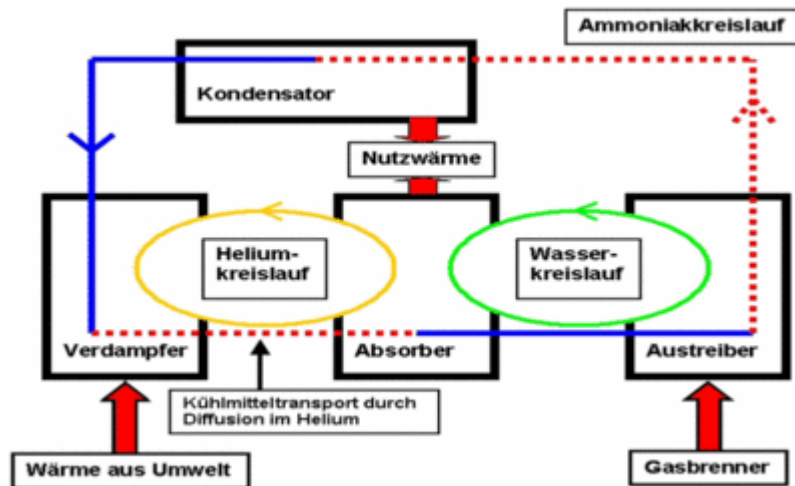 Ammoniakkreislauf
Kondensator
Nutzwärme
Helium-
kreislauf
Wasser-
kreislauf
Verdampfer
Absorber
Austreiber
Kühlmitteltransport durch
Diffusion im Helium
Wärme aus Umwelt
Gasbrenner